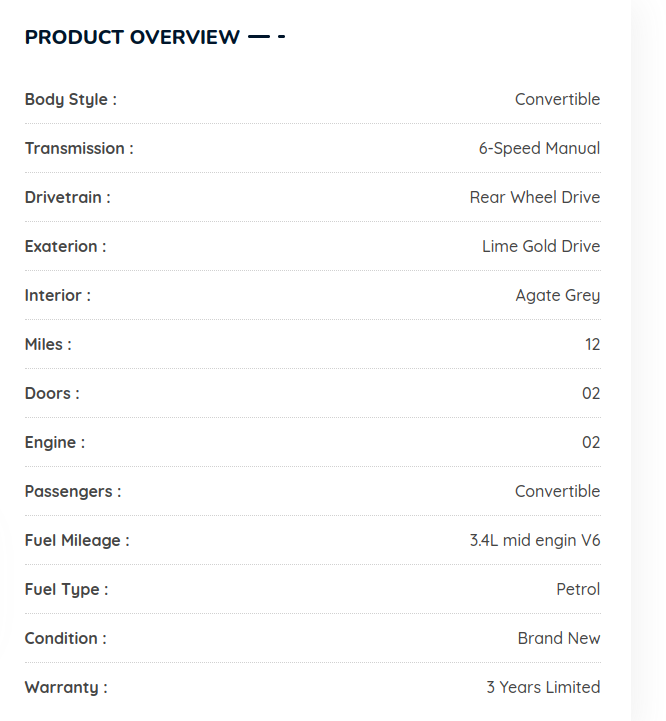 PRODUCT OVERVIEW
Body Style : Convertible
Transmission : 6-Speed Manual
Drivetrain : Rear Wheel Drive
Exaterion : Lime Gold Drive
Interior : Agate Grey
Miles : 12
Doors : 02
Engine : 02
Passengers : Convertible
Fuel Mileage : 3.4L mid engin V6
Fuel Type : Petrol
Condition : Brand New
Warranty : 3 Years Limited